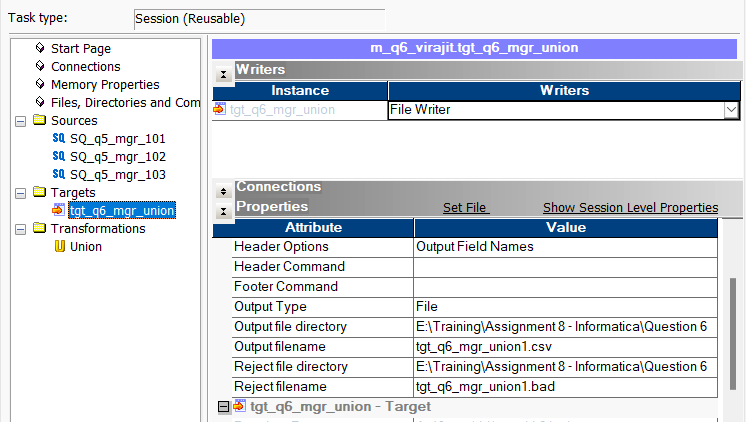 Task type: Session (Reusable)
Start Page
Connections
Memory Properties
Files, Directories and Com
Sources
SQ_q5_mgr_101
SQ_q5_mgr_102
SQ_q5_mgr_103
Targets
tgt_q6_mgr_union
Transformations
Union
m_q6_virajit.tgt_q6_mgr_union
Writers
Instance Writers
tgt_q6_mgr_union File Writer
Connections
Properties Set File Show Session Level Properties
Attribute Value
Header Options Output Field Names
Header Command
Footer Command
Output Type File
Output file directory E:\Training\Assignment 8 - Informatica\Question 6
Output filename tgt_q6_mgr_union1.csv
Reject file directory E:\Training\Assignment 8 - Informatica\Question 6
Reject filename tgt_q6_mgr_union1.bad
tgt_q6_mgr_union - Target